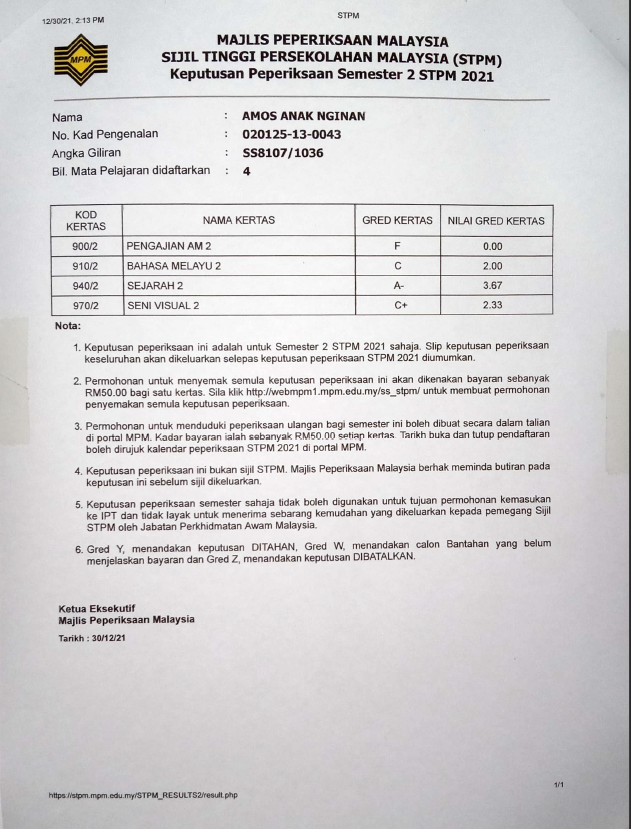 12/30/21, 2:13 PM
STPM
MPM
MAJLIS PEPERIKSAAN MALAYSIA
SIJIL TINGGI PERSEKOLAHAN MALAYSIA (STPM)
Keputusan Peperiksaan Semester 2 STPM 2021
Nama : AMOS ANAK NGINAN
No. Kad Pengenalan : 020125-13-0043
Angka Giliran : SS8107/1036
Bil. Mata Pelajaran didaftarkan : 4
KOD KERTAS NAMA KERTAS GRED KERTAS NILAI GRED KERTAS
900/2 PENGAJIAN AM 2 F 0.00
910/2 BAHASA MELAYU 2 C 2.00
940/2 SEJARAH 2 A- 3.67
970/2 SENI VISUAL 2 C+ 2.33
Nota:
1. Keputusan peperiksaan ini adalah untuk Semester 2 STPM 2021 sahaja. Slip keputusan peperiksaan
keseluruhan akan dikeluarkan selepas keputusan peperiksaan STPM 2021 diumumkan.
2. Permohonan untuk menyemak semula keputusan peperiksaan ini akan dikenakan bayaran sebanyak
RM50.00 bagi satu kertas. Sila klik http://webmpm1.mpm.edu.my/ss_stpm/ untuk membuat permohonan
penyemakan semula keputusan peperiksaan.
3. Permohonan untuk menduduki peperiksaan ulangan bagi semester ini boleh dibuat secara dalam talian
di portal MPM. Kadar bayaran ialah sebanyak RM50.00 setiap kertas. Tarikh buka dan tutup pendaftaran
boleh dirujuk kalendar peperiksaan STPM 2021 di portal MPM.
4. Keputusan peperiksaan ini bukan sijil STPM. Majlis Peperiksaan Malaysia berhak meminda butiran pada
keputusan ini sebelum sijil dikeluarkan.
5. Keputusan peperiksaan semester sahaja tidak boleh digunakan untuk tujuan permohonan kemasukan
ke IPT dan tidak layak untuk menerima sebarang kemudahan yang dikeluarkan kepada pemegang Sijil
STPM oleh Jabatan Perkhidmatan Awam Malaysia.
6. Gred Y, menandakan keputusan DITAHAN, Gred W, menandakan calon Bantahan yang belum
menjelaskan bayaran dan Gred Z, menandakan keputusan DIBATALKAN.
Ketua Eksekutif
Majlis Peperiksaan Malaysia
Tarikh : 30/12/21
https://stpm.mpm.edu.my/STPM_RESULTS2/result.php
1/1